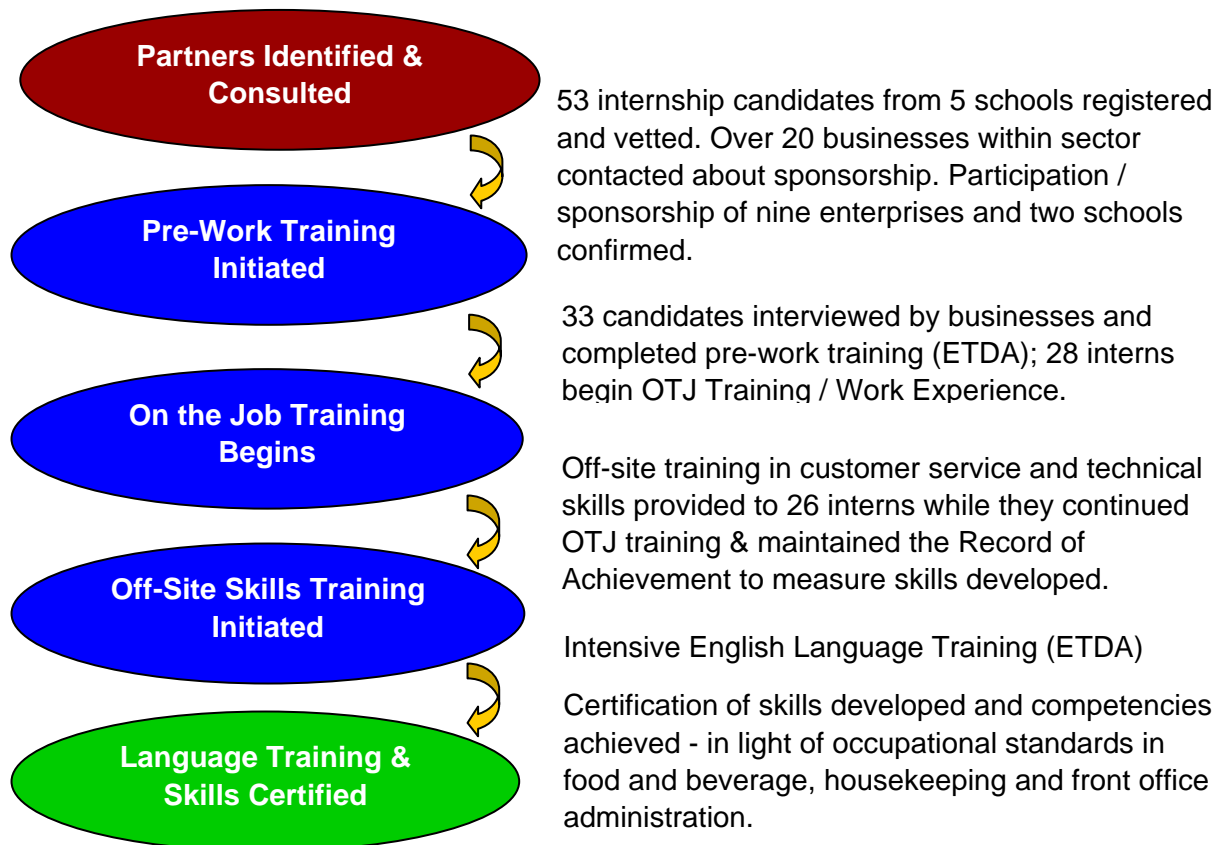 Partners Identified &
Consulted
53 internship candidates from 5 schools registered
and vetted. Over 20 businesses within sector
contacted about sponsorship. Participation /
sponsorship of nine enterprises and two schools
confirmed.
Pre-Work Training
Initiated
33 candidates interviewed by businesses and
completed pre-work training (ETDA); 28 interns
begin OTJ Training / Work Experience.
On the Job Training
Begins
Off-site training in customer service and technical
skills provided to 26 interns while they continued
OTJ training & maintained the Record of
Achievement to measure skills developed.
Off-Site Skills Training
Initiated
Intensive English Language Training (ETDA)
Certification of skills developed and competencies
achieved - in light of occupational standards in
food and beverage, housekeeping and front office
administration.
Language Training &
Skills Certified